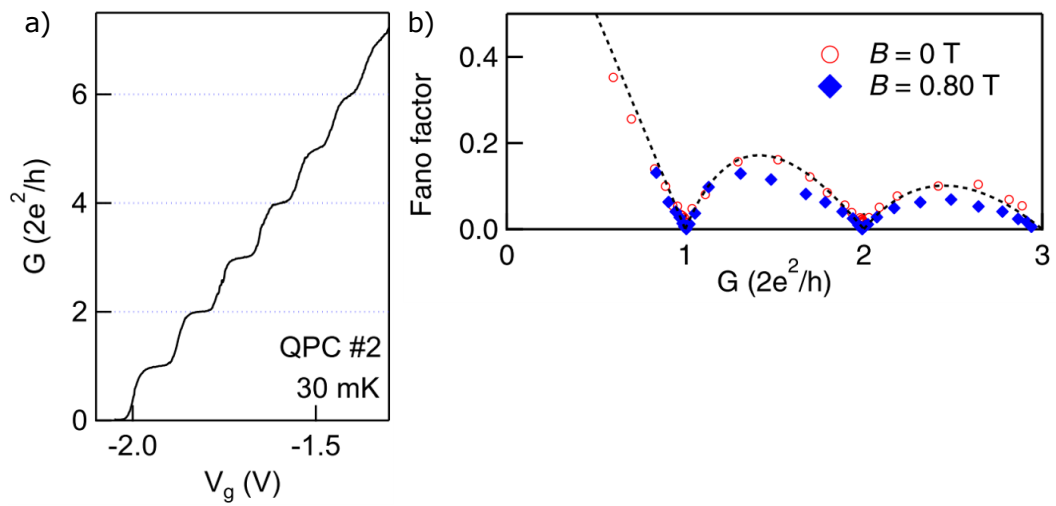 a)
G (2e²/h)
6
4
2
0
QPC #2
30 mK
-2.0
-1.5
Vg (V)
b)
Fano factor
0.4
0.2
0.0
B = 0 T
B = 0.80 T
0
1
2
3
G (2e²/h)